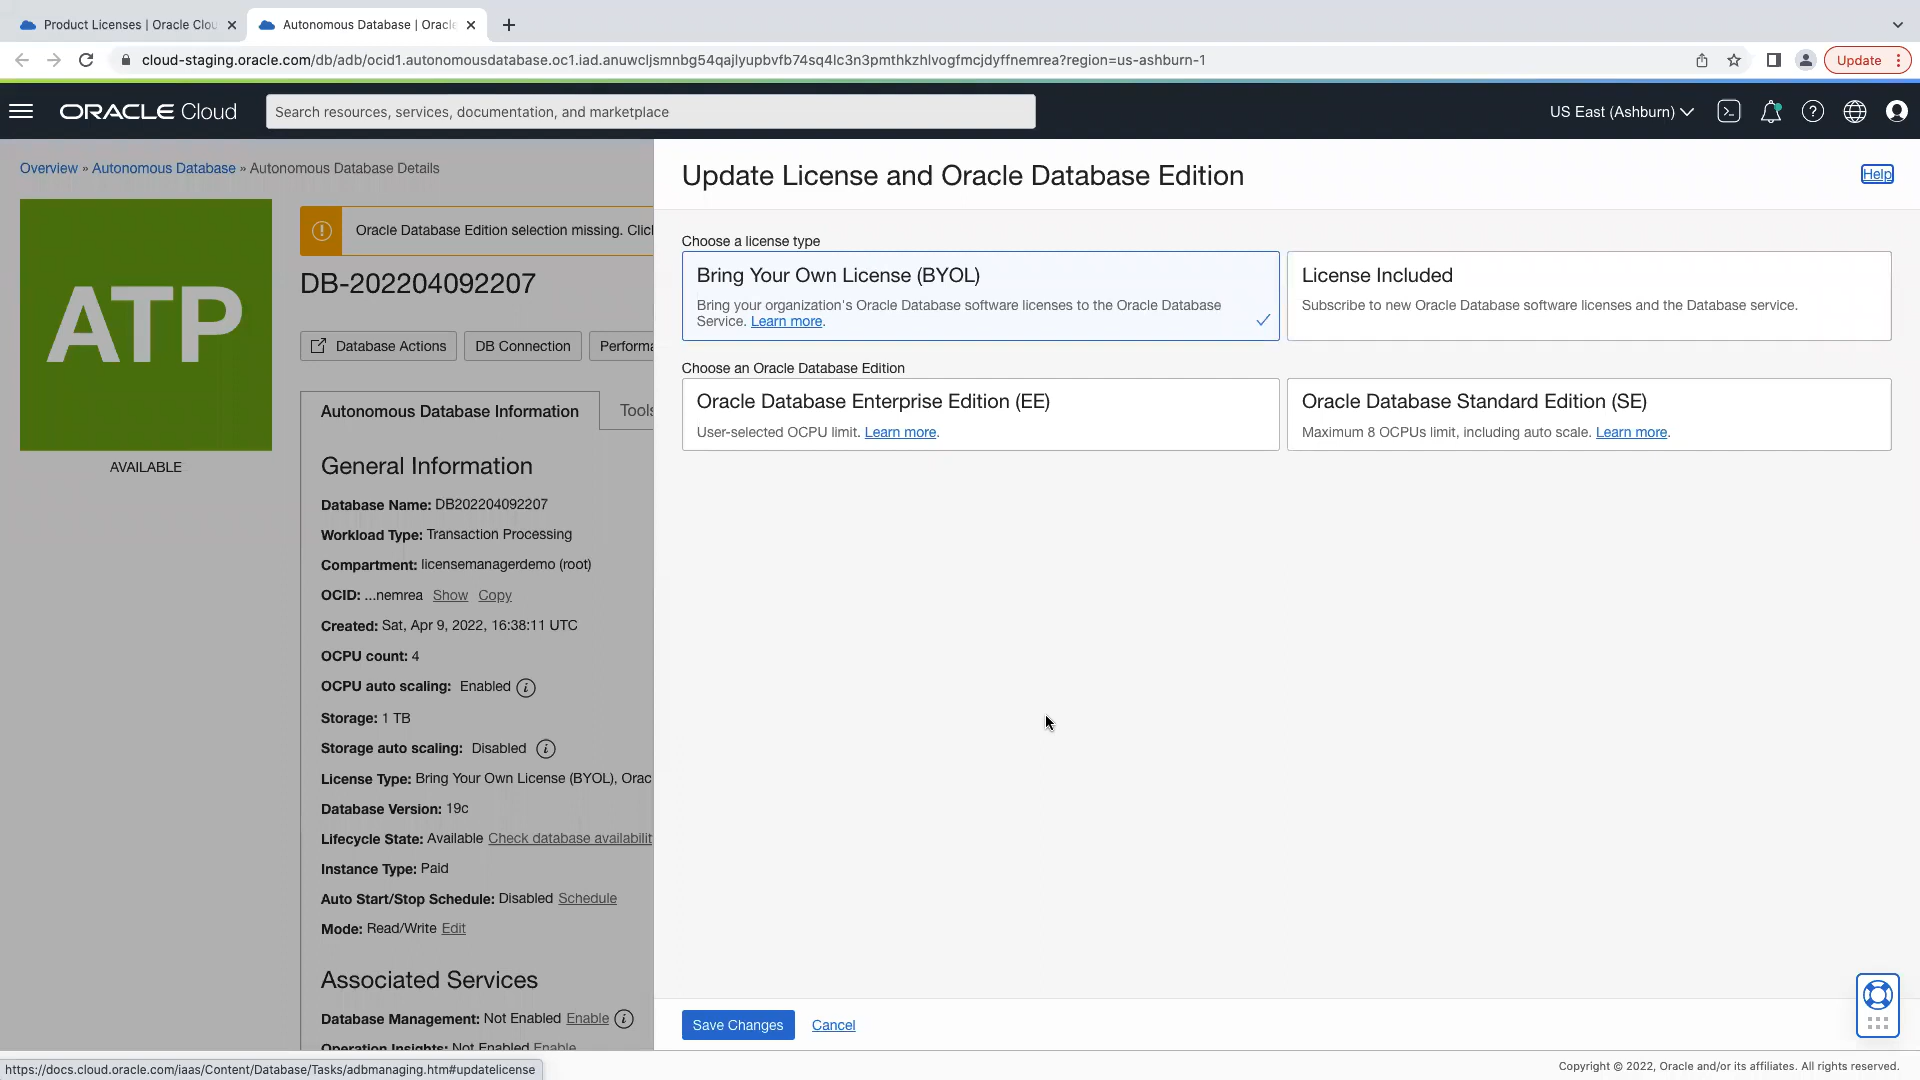 Product Licenses | Oracle Clou
Autonomous Database | Oracle
cloud-staging.oracle.com/db/adb/ocid1.autonomousdatabase.oc1.iad.anuwcljsmnbg54qajlyupbvfb74sq4lc3n3pmthkzhlvogfmcjdyffnemrea?region=us-ashburn-1
Update
ORACLE Cloud
Search resources, services, documentation, and marketplace
US East (Ashburn)
Overview » Autonomous Database » Autonomous Database Details
ATP
AVAILABLE
Oracle Database Edition selection missing. Click
DB-202204092207
Database Actions
DB Connection
Performa
Autonomous Database Information
Tools
General Information
Database Name: DB202204092207
Workload Type: Transaction Processing
Compartment: licensemanagerdemo (root)
OCID: ...nemrea Show Copy
Created: Sat, Apr 9, 2022, 16:38:11 UTC
OCPU count: 4
OCPU auto scaling: Enabled
Storage: 1 TB
Storage auto scaling: Disabled
License Type: Bring Your Own License (BYOL), Orac
Database Version: 19c
Lifecycle State: Available Check database availabilit
Instance Type: Paid
Auto Start/Stop Schedule: Disabled Schedule
Mode: Read/Write Edit
Associated Services
Database Management: Not Enabled Enable
Operation Insights: Not Enabled Enable
Update License and Oracle Database Edition
Help
Choose a license type
Bring Your Own License (BYOL)
Bring your organization's Oracle Database software licenses to the Oracle Database
Service. Learn more.
License Included
Subscribe to new Oracle Database software licenses and the Database service.
Choose an Oracle Database Edition
Oracle Database Enterprise Edition (EE)
User-selected OCPU limit. Learn more.
Oracle Database Standard Edition (SE)
Maximum 8 OCPUs limit, including auto scale. Learn more.
Save Changes
Cancel
https://docs.cloud.oracle.com/iaas/Content/Database/Tasks/adbmanaging.htm#updatelicense
Copyright © 2022, Oracle and/or its affiliates. All rights reserved.